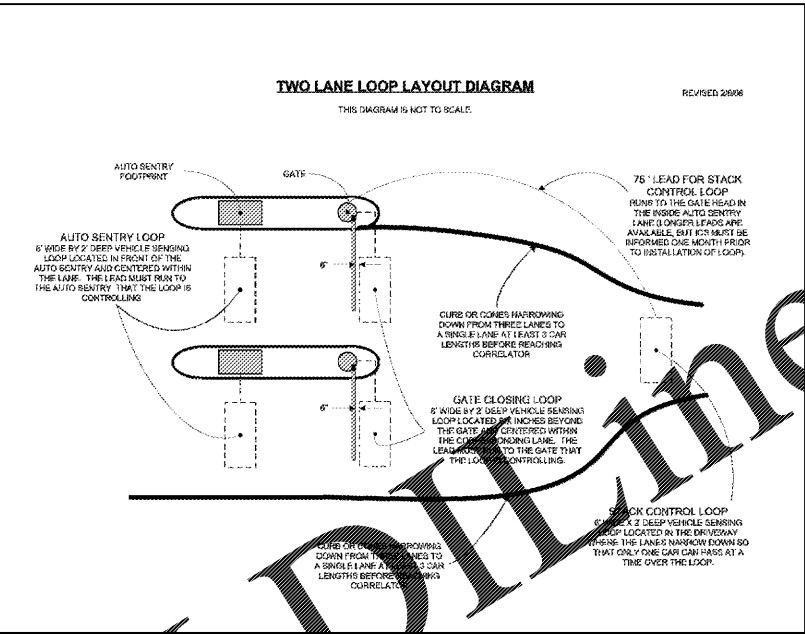 TWO LANE LOOP LAYOUT DIAGRAM
REVISED 2/8/06
THIS DIAGRAM IS NOT TO SCALE.
AUTO SENTRY
FOOTPRINT
GATE
75 ' LEAD FOR STACK
CONTROL LOOP
RUNS TO THE GATE HEAD IN
THE INSIDE AUTO SENTRY
LANE (LONGER LEADS ARE
AVAILABLE, BUT ICS MUST BE
INFORMED ONE MONTH PRIOR
TO INSTALLATION OF LOOP).
AUTO SENTRY LOOP
6' WIDE BY 2' DEEP VEHICLE SENSING
LOOP LOCATED IN FRONT OF THE
AUTO SENTRY AND CENTERED WITHIN
THE LANE. THE LEAD MUST RUN TO
THE AUTO SENTRY THAT THE LOOP IS
CONTROLLING
6"
CURB OR CONES NARROWING
DOWN FROM THREE LANES TO
A SINGLE LANE AT LEAST 3 CAR
LENGTHS BEFORE REACHING
CORRELATOR
6"
GATE CLOSING LOOP
6' WIDE BY 2' DEEP VEHICLE SENSING
LOOP LOCATED SIX INCHES BEYOND
THE GATE AND CENTERED WITHIN
THE CORRESPONDING LANE. THE
LEAD MUST RUN TO THE GATE THAT
THE LOOP IS CONTROLLING.
STACK CONTROL LOOP
6' WIDE X 2' DEEP VEHICLE SENSING
LOOP LOCATED IN THE DRIVEWAY
WHERE THE LANES NARROW DOWN SO
THAT ONLY ONE CAR CAN PASS AT A
TIME OVER THE LOOP.
CURB OR CONES NARROWING
DOWN FROM THREE LANES TO
A SINGLE LANE AT LEAST 3 CAR
LENGTHS BEFORE REACHING
CORRELATOR